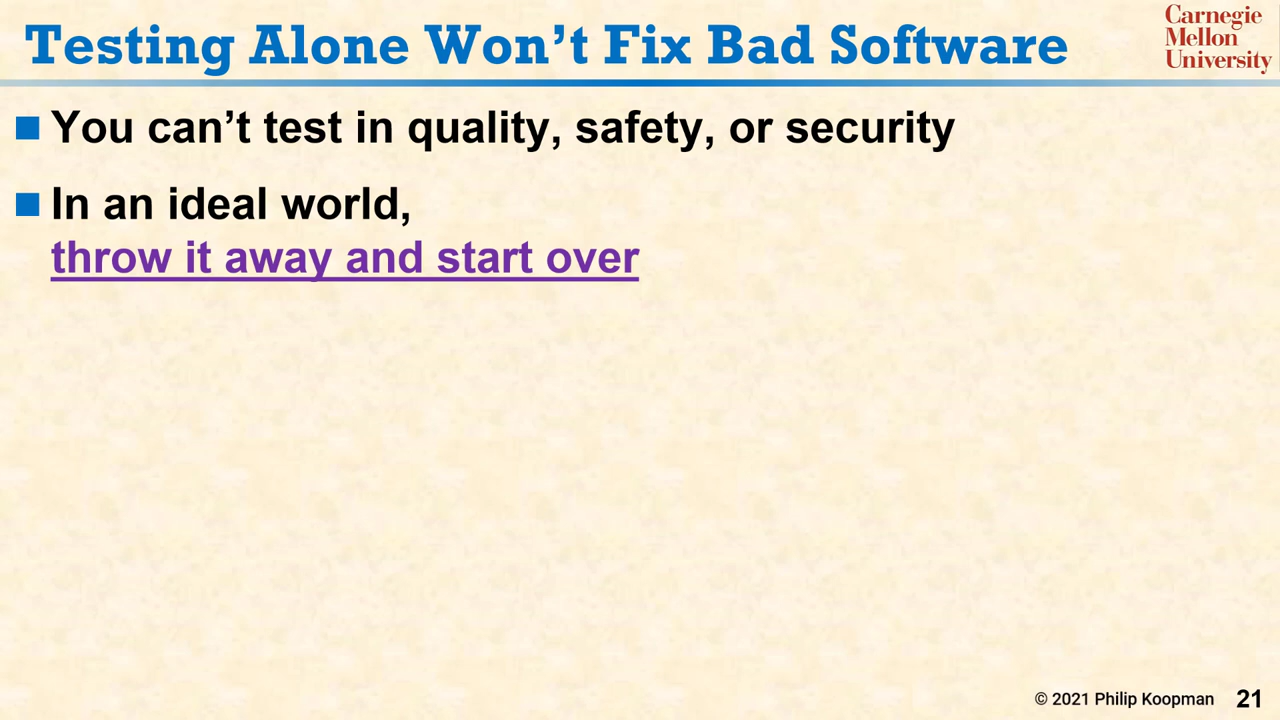 Testing Alone Won’t Fix Bad Software
Carnegie
Mellon
University
You can’t test in quality, safety, or security
In an ideal world,
throw it away and start over
© 2021 Philip Koopman 21